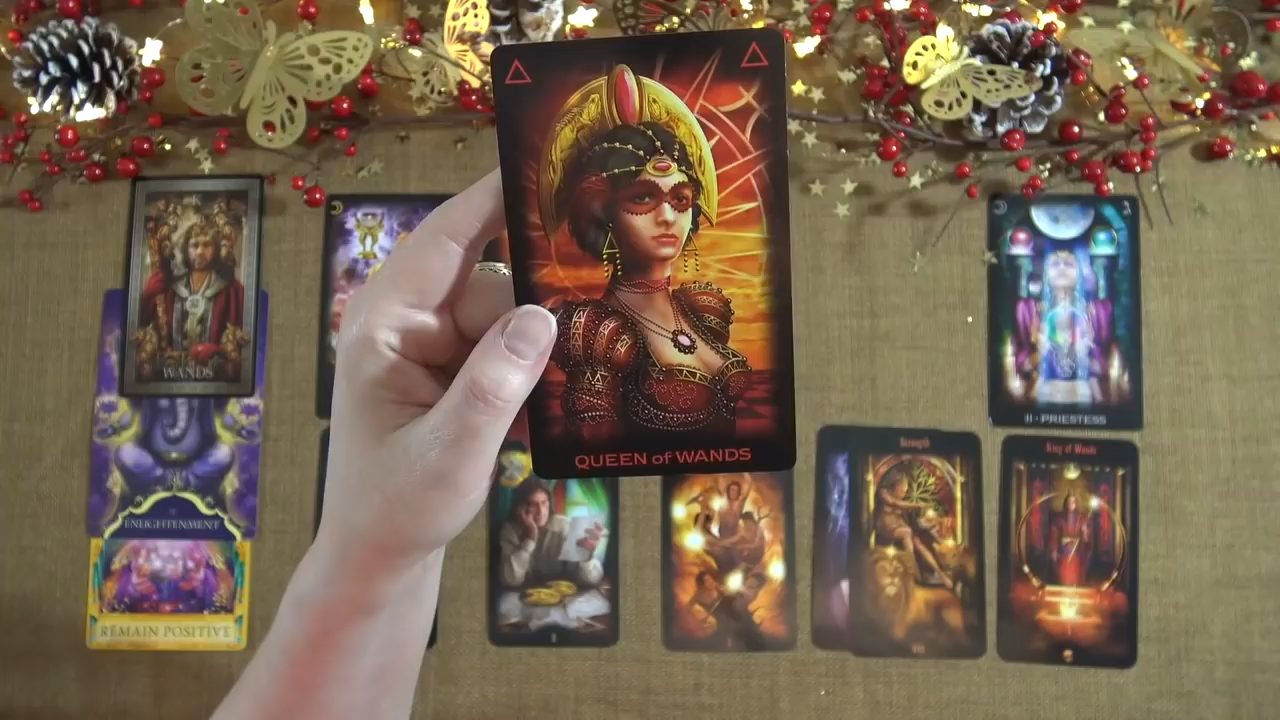 QUEEN of WANDS
WANDS
II - PRIESTESS
Strength
King of Wands
ENLIGHTENMENT
REMAIN POSITIVE